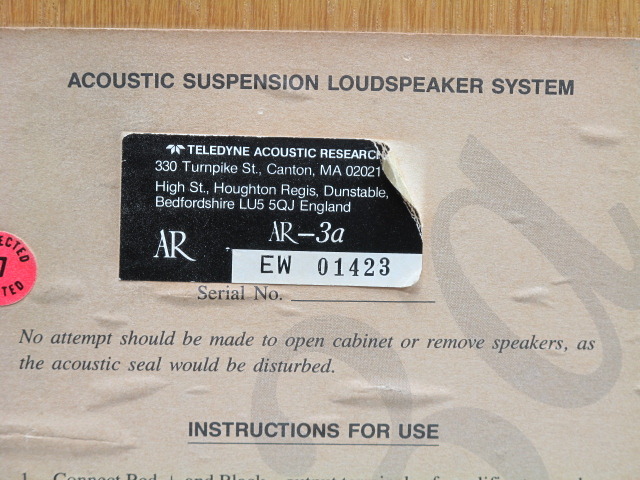 ACOUSTIC SUSPENSION LOUDSPEAKER SYSTEM
TELEDYNE ACOUSTIC RESEARCH
330 Turnpike St., Canton, MA 02021
High St., Houghton Regis, Dunstable,
Bedfordshire LU5 5QJ England
AR AR-3a
EW 01423
Serial No.
No attempt should be made to open cabinet or remove speakers, as
the acoustic seal would be disturbed.
INSTRUCTIONS FOR USE
3a